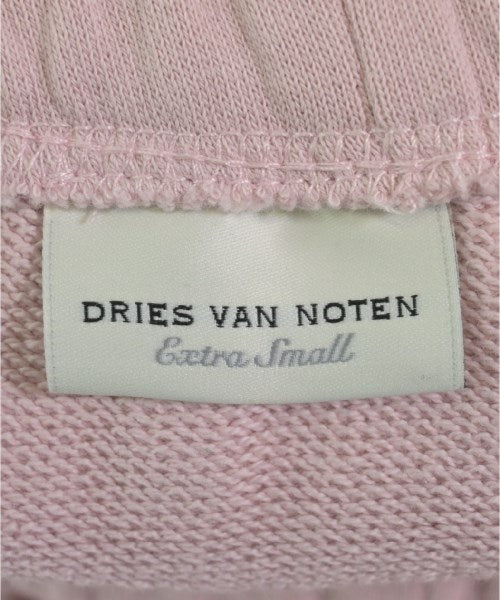 DRIES VAN NOTEN
Extra Small